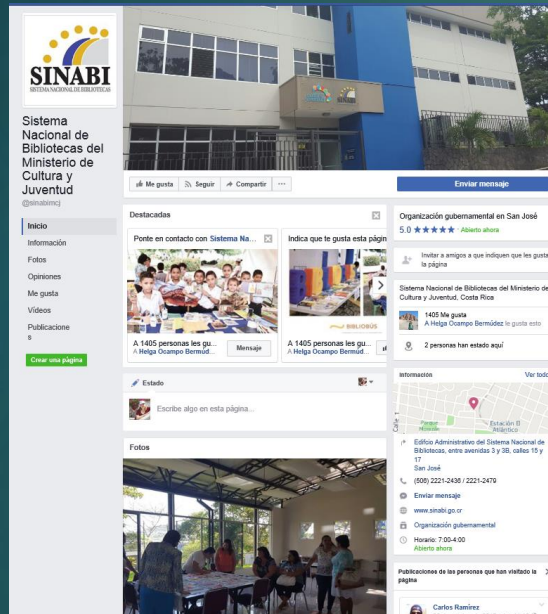 SINABI
SISTEMA NACIONAL DE BIBLIOTECAS
Sistema
Nacional de
Bibliotecas del
Ministerio de
Cultura y
Juventud
@sinabimcj
Inicio
Información
Fotos
Opiniones
Me gusta
Vídeos
Publicacione
s
Crear una página
SINABI
Me gusta
Seguir
Compartir
Enviar mensaje
Destacadas
Ponte en contacto con Sistema Na...
A 1405 personas les gu...
A Helga Ocampo Bermúd...
Mensaje
Indica que te gusta esta págin
BIBLIOBÚS
A 1405 personas les gu...
A Helga Ocampo Bermúd...
Estado
Escribe algo en esta página...
Fotos
Organización gubernamental en San José
5.0 ★★★★★ · Abierto ahora
Invitar a amigos a que indiquen que les gusta
la página
Sistema Nacional de Bibliotecas del Ministerio de
Cultura y Juventud, Costa Rica
1405 Me gusta
A Helga Ocampo Bermúdez le gusta esto
2 personas han estado aquí
Información
Ver todo
Calle 1
Parque
Estación
Atlántico
Edificio Administrativo del Sistema Nacional de
Bibliotecas, entre avenidas 3 y 3B, calles 15 y
17
San José
(506) 2221-2436 / 2221-2479
Enviar mensaje
www.sinabi.go.cr
Organización gubernamental
Horario: 7:00-4:00
Abierto ahora
Publicaciones de las personas que han visitado la
página
Carlos Ramírez